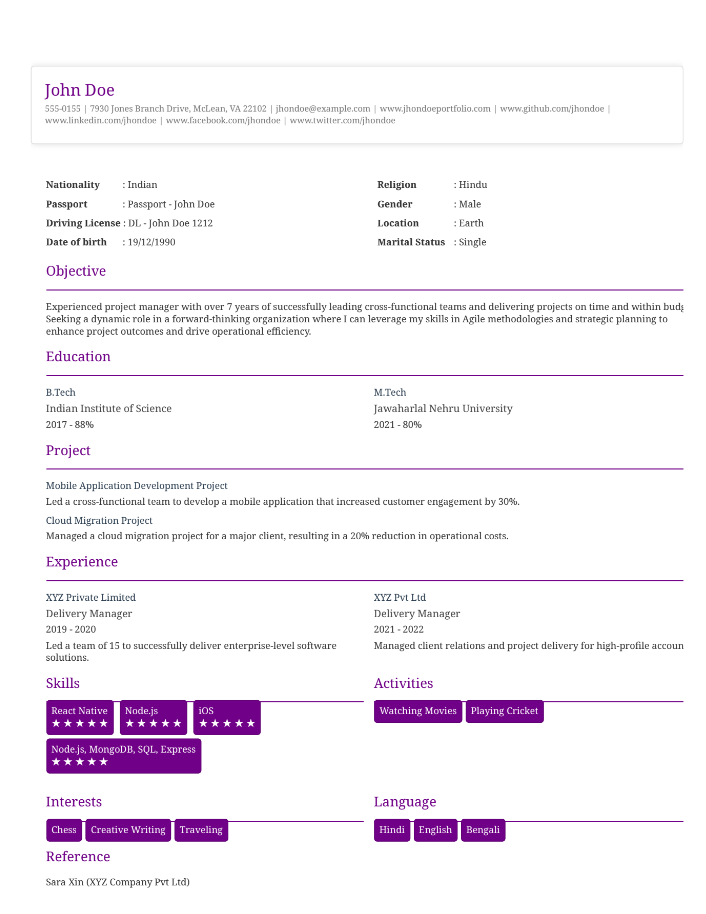 John Doe
555-0155 | 7930 Jones Branch Drive, McLean, VA 22102 | jhondoe@example.com | www.jhondoeportfolio.com | www.github.com/jhondoe |
www.linkedin.com/jhondoe | www.facebook.com/jhondoe | www.twitter.com/jhondoe
Nationality : Indian
Passport : Passport - John Doe
Driving License : DL - John Doe 1212
Date of birth : 19/12/1990
Religion : Hindu
Gender : Male
Location : Earth
Marital Status : Single
Objective
Experienced project manager with over 7 years of successfully leading cross-functional teams and delivering projects on time and within
Seeking a dynamic role in a forward-thinking organization where I can leverage my skills in Agile methodologies and strategic planning to
enhance project outcomes and drive operational efficiency.
Education
B.Tech
Indian Institute of Science
2017 - 88%
M.Tech
Jawaharlal Nehru University
2021 - 80%
Project
Mobile Application Development Project
Led a cross-functional team to develop a mobile application that increased customer engagement by 30%.
Cloud Migration Project
Managed a cloud migration project for a major client, resulting in a 20% reduction in operational costs.
Experience
XYZ Private Limited
Delivery Manager
2019 - 2020
Led a team of 15 to successfully deliver enterprise-level software
solutions.
XYZ Pvt Ltd
Delivery Manager
2021 - 2022
Managed client relations and project delivery for high-profile accoun
Skills
React Native
★★★★★
Node.js
★★★★★
iOS
★★★★★
Node.js, MongoDB, SQL, Express
★★★★★
Activities
Watching Movies
Playing Cricket
Interests
Chess
Creative Writing
Traveling
Language
Hindi
English
Bengali
Reference
Sara Xin (XYZ Company Pvt Ltd)